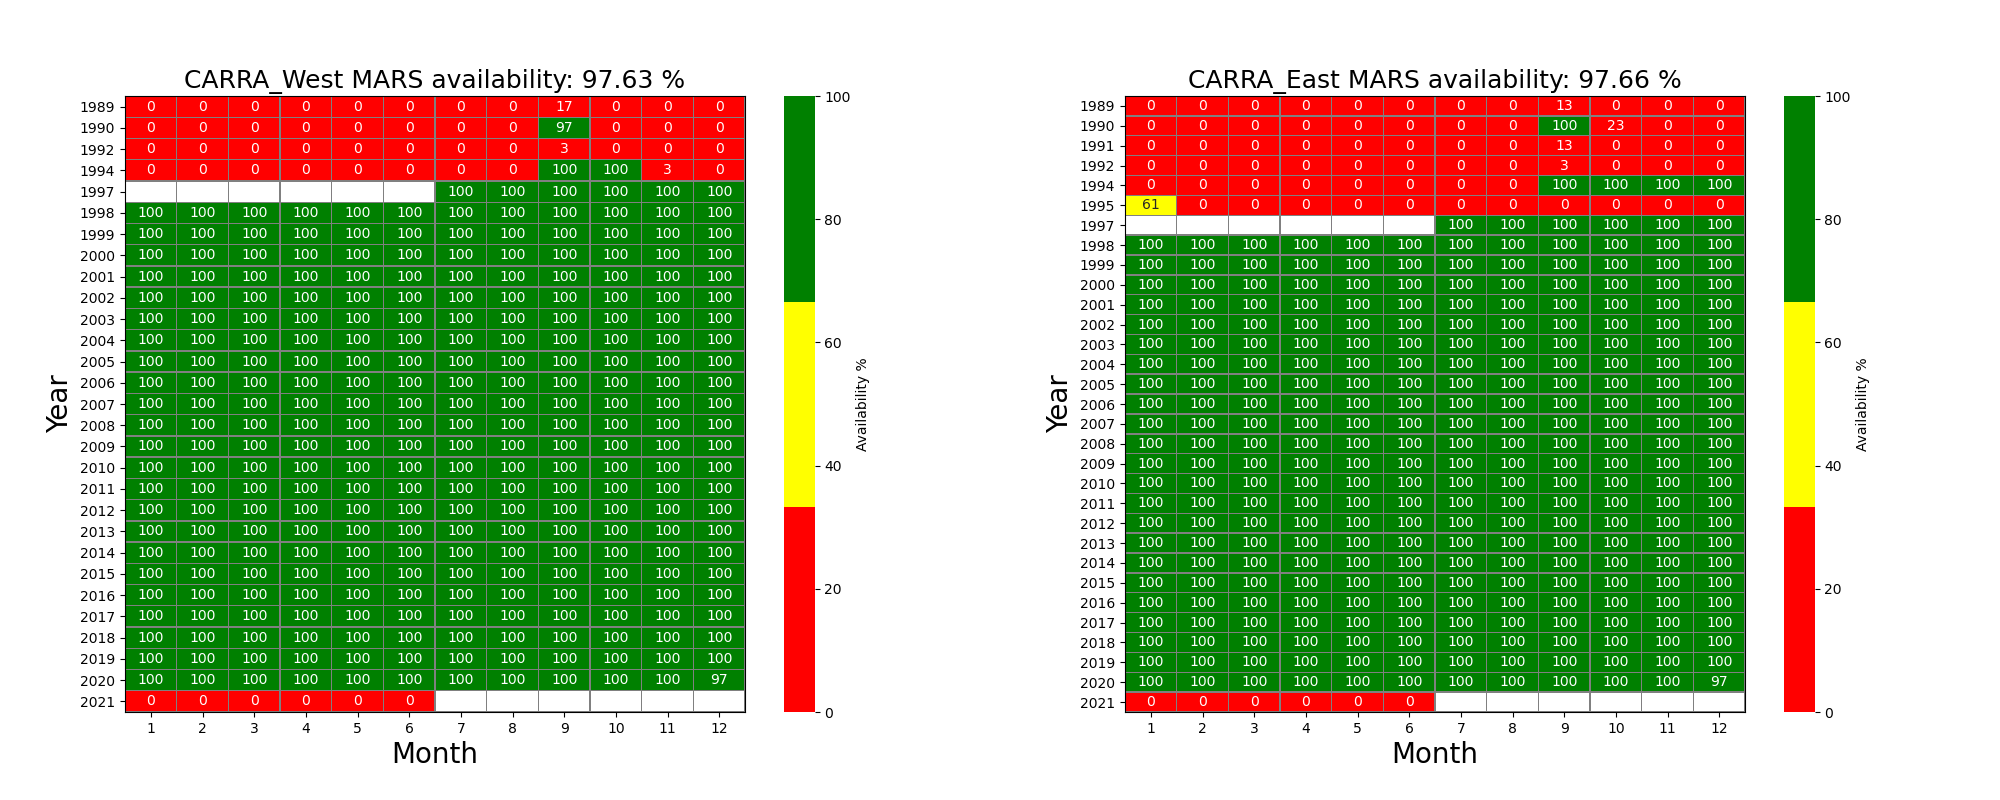 CARRA_West MARS availability: 97.63 %
Year
1989 0 0 0 0 0 0 0 0 17 0 0 0
1990 0 0 0 0 0 0 0 0 97 0 0 0
1992 0 0 0 0 0 0 0 0 3 0 0 0
1994 0 0 0 0 0 0 0 0 100 100 3 0
1997 100 100 100 100 100 100
1998 100 100 100 100 100 100 100 100 100 100 100 100
1999 100 100 100 100 100 100 100 100 100 100 100 100
2000 100 100 100 100 100 100 100 100 100 100 100 100
2001 100 100 100 100 100 100 100 100 100 100 100 100
2002 100 100 100 100 100 100 100 100 100 100 100 100
2003 100 100 100 100 100 100 100 100 100 100 100 100
2004 100 100 100 100 100 100 100 100 100 100 100 100
2005 100 100 100 100 100 100 100 100 100 100 100 100
2006 100 100 100 100 100 100 100 100 100 100 100 100
2007 100 100 100 100 100 100 100 100 100 100 100 100
2008 100 100 100 100 100 100 100 100 100 100 100 100
2009 100 100 100 100 100 100 100 100 100 100 100 100
2010 100 100 100 100 100 100 100 100 100 100 100 100
2011 100 100 100 100 100 100 100 100 100 100 100 100
2012 100 100 100 100 100 100 100 100 100 100 100 100
2013 100 100 100 100 100 100 100 100 100 100 100 100
2014 100 100 100 100 100 100 100 100 100 100 100 100
2015 100 100 100 100 100 100 100 100 100 100 100 100
2016 100 100 100 100 100 100 100 100 100 100 100 100
2017 100 100 100 100 100 100 100 100 100 100 100 100
2018 100 100 100 100 100 100 100 100 100 100 100 100
2019 100 100 100 100 100 100 100 100 100 100 100 100
2020 100 100 100 100 100 100 100 100 100 100 100 97
2021 0 0 0 0 0 0
1 2 3 4 5 6 7 8 9 10 11 12
Month
100
80
60
40
20
0
Availability %
CARRA_East MARS availability: 97.66 %
Year
1989 0 0 0 0 0 0 0 0 13 0 0 0
1990 0 0 0 0 0 0 0 0 100 23 0 0
1991 0 0 0 0 0 0 0 0 13 0 0 0
1992 0 0 0 0 0 0 0 0 3 0 0 0
1994 0 0 0 0 0 0 0 0 100 100 100 100
1995 61 0 0 0 0 0 0 0 0 0 0 0
1997 100 100 100 100 100 100
1998 100 100 100 100 100 100 100 100 100 100 100 100
1999 100 100 100 100 100 100 100 100 100 100 100 100
2000 100 100 100 100 100 100 100 100 100 100 100 100
2001 100 100 100 100 100 100 100 100 100 100 100 100
2002 100 100 100 100 100 100 100 100 100 100 100 100
2003 100 100 100 100 100 100 100 100 100 100 100 100
2004 100 100 100 100 100 100 100 100 100 100 100 100
2005 100 100 100 100 100 100 100 100 100 100 100 100
2006 100 100 100 100 100 100 100 100 100 100 100 100
2007 100 100 100 100 100 100 100 100 100 100 100 100
2008 100 100 100 100 100 100 100 100 100 100 100 100
2009 100 100 100 100 100 100 100 100 100 100 100 100
2010 100 100 100 100 100 100 100 100 100 100 100 100
2011 100 100 100 100 100 100 100 100 100 100 100 100
2012 100 100 100 100 100 100 100 100 100 100 100 100
2013 100 100 100 100 100 100 100 100 100 100 100 100
2014 100 100 100 100 100 100 100 100 100 100 100 100
2015 100 100 100 100 100 100 100 100 100 100 100 100
2016 100 100 100 100 100 100 100 100 100 100 100 100
2017 100 100 100 100 100 100 100 100 100 100 100 100
2018 100 100 100 100 100 100 100 100 100 100 100 100
2019 100 100 100 100 100 100 100 100 100 100 100 100
2020 100 100 100 100 100 100 100 100 100 100 100 97
2021 0 0 0 0 0 0
1 2 3 4 5 6 7 8 9 10 11 12
Month
100
80
60
40
20
0
Availability %